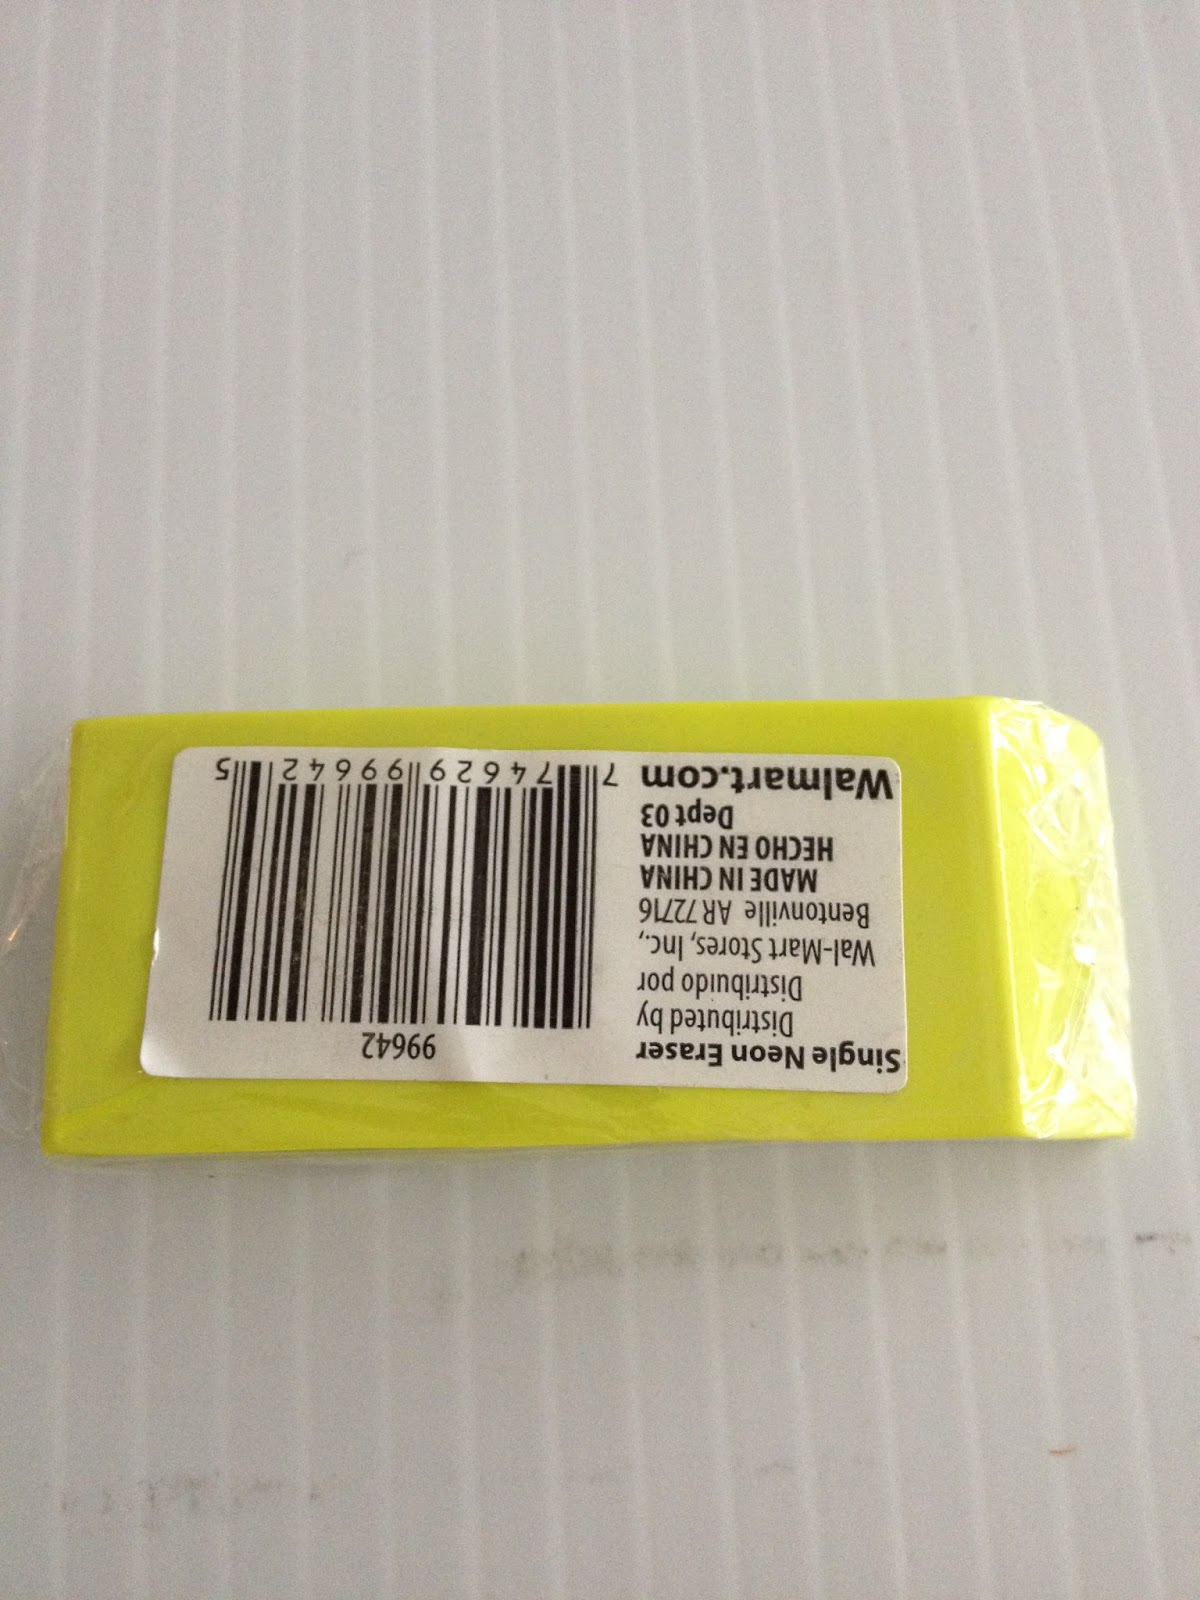 Single Neon Eraser
Distributed by
Distribuido por
Wal-Mart Stores, Inc.,
Bentonville AR 72716
MADE IN CHINA
HECHO EN CHINA
Dept 03
Walmart.com
99642
7 74629 99642 5